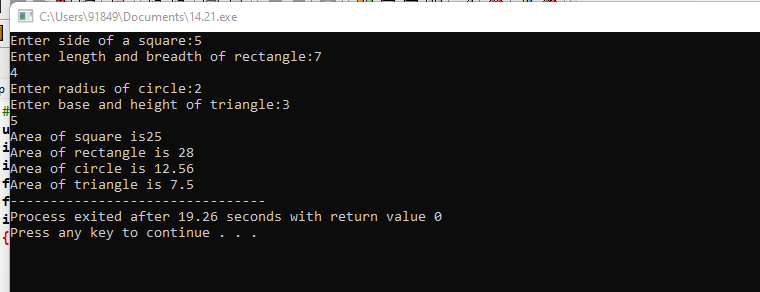 C:\Users\91849\Documents\14.21.exe
Enter side of a square:5
Enter length and breadth of rectangle:7
4
Enter radius of circle:2
Enter base and height of triangle:3
5
Area of square is25
Area of rectangle is 28
Area of circle is 12.56
Area of triangle is 7.5
--------------------------------
Process exited after 19.26 seconds with return value 0
Press any key to continue . . .
p
#
u
i
i
f
f
i
{